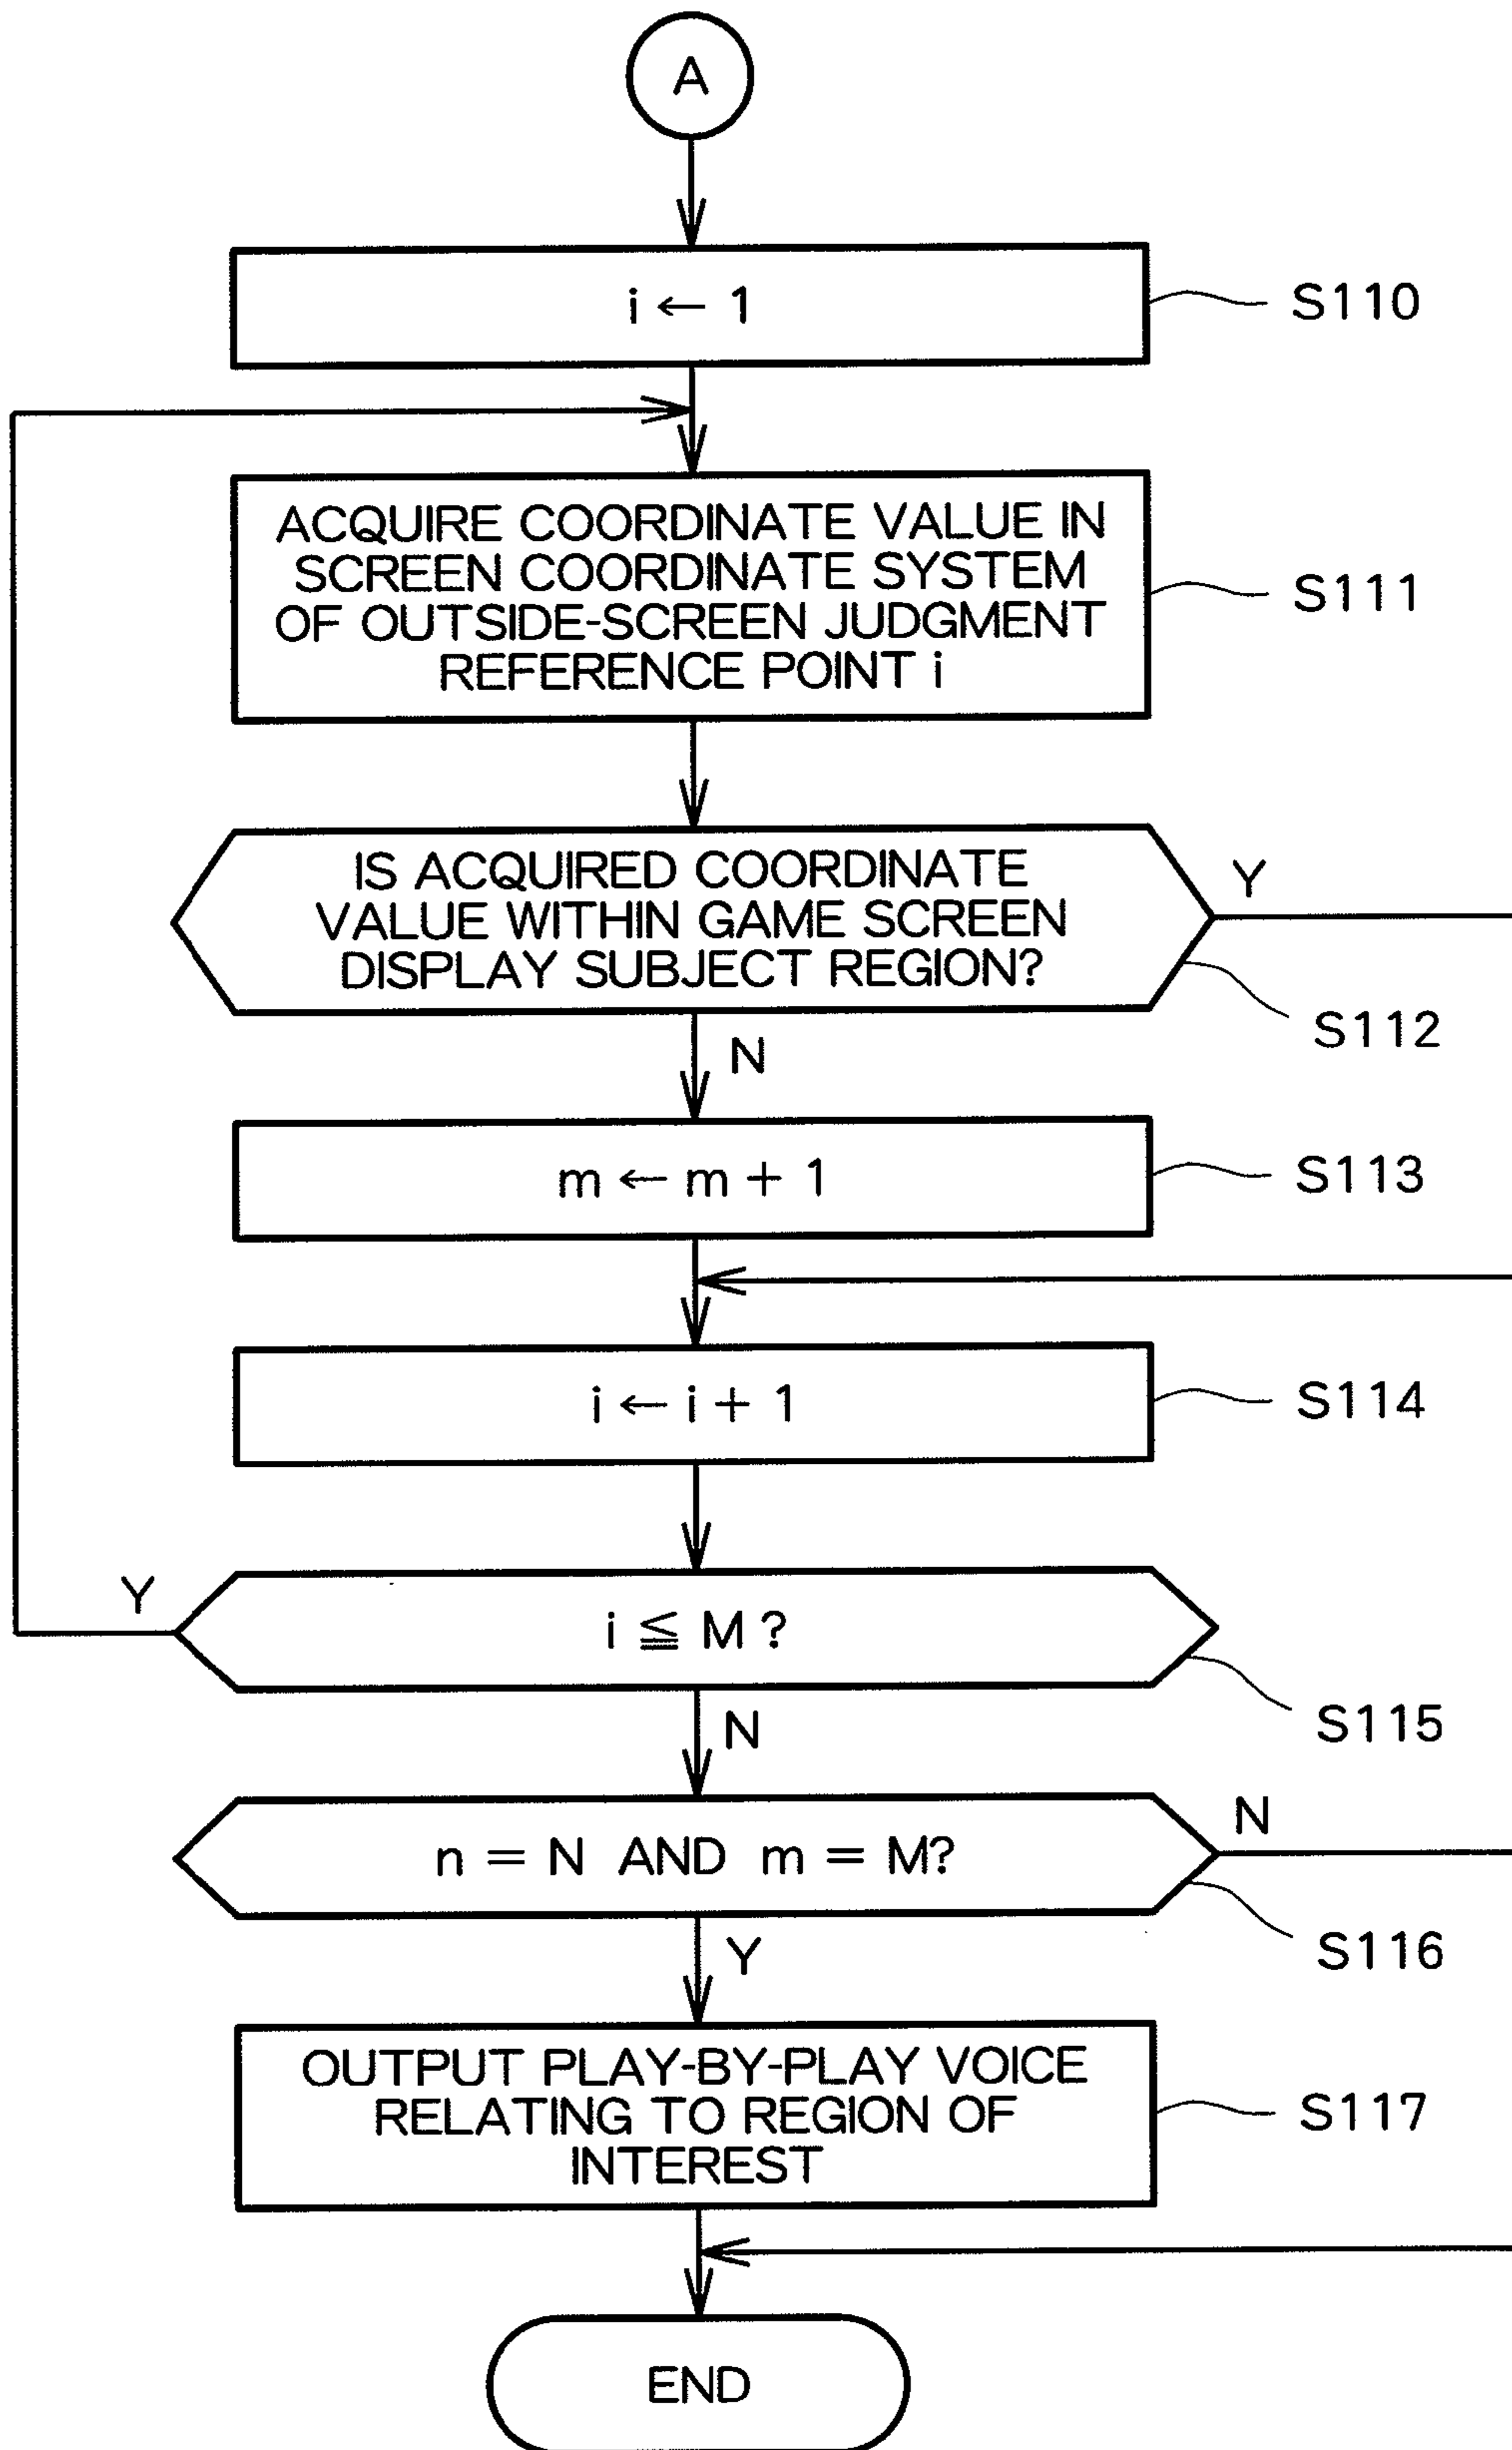 A
i ← 1
S110
ACQUIRE COORDINATE VALUE IN
SCREEN COORDINATE SYSTEM
OF OUTSIDE-SCREEN JUDGMENT
REFERENCE POINT i
S111
IS ACQUIRED COORDINATE
VALUE WITHIN GAME SCREEN
DISPLAY SUBJECT REGION?
Y
S112
N
m ← m + 1
S113
i ← i + 1
S114
Y
i ≦ M ?
S115
N
n = N AND m = M?
N
S116
Y
OUTPUT PLAY-BY-PLAY VOICE
RELATING TO REGION OF
INTEREST
S117
END